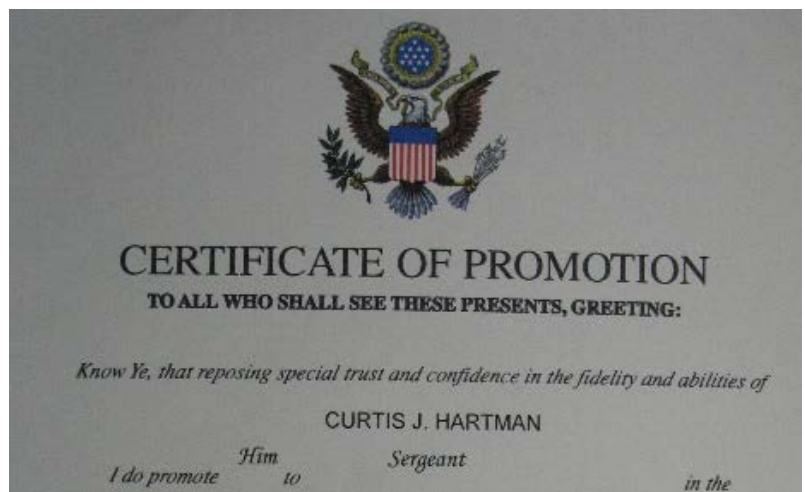 CERTIFICATE OF PROMOTION
TO ALL WHO SHALL SEE THESE PRESENTS, GREETING:
Know Ye, that reposing special trust and confidence in the fidelity and abilities of
CURTIS J. HARTMAN
I do promote Him to Sergeant in the